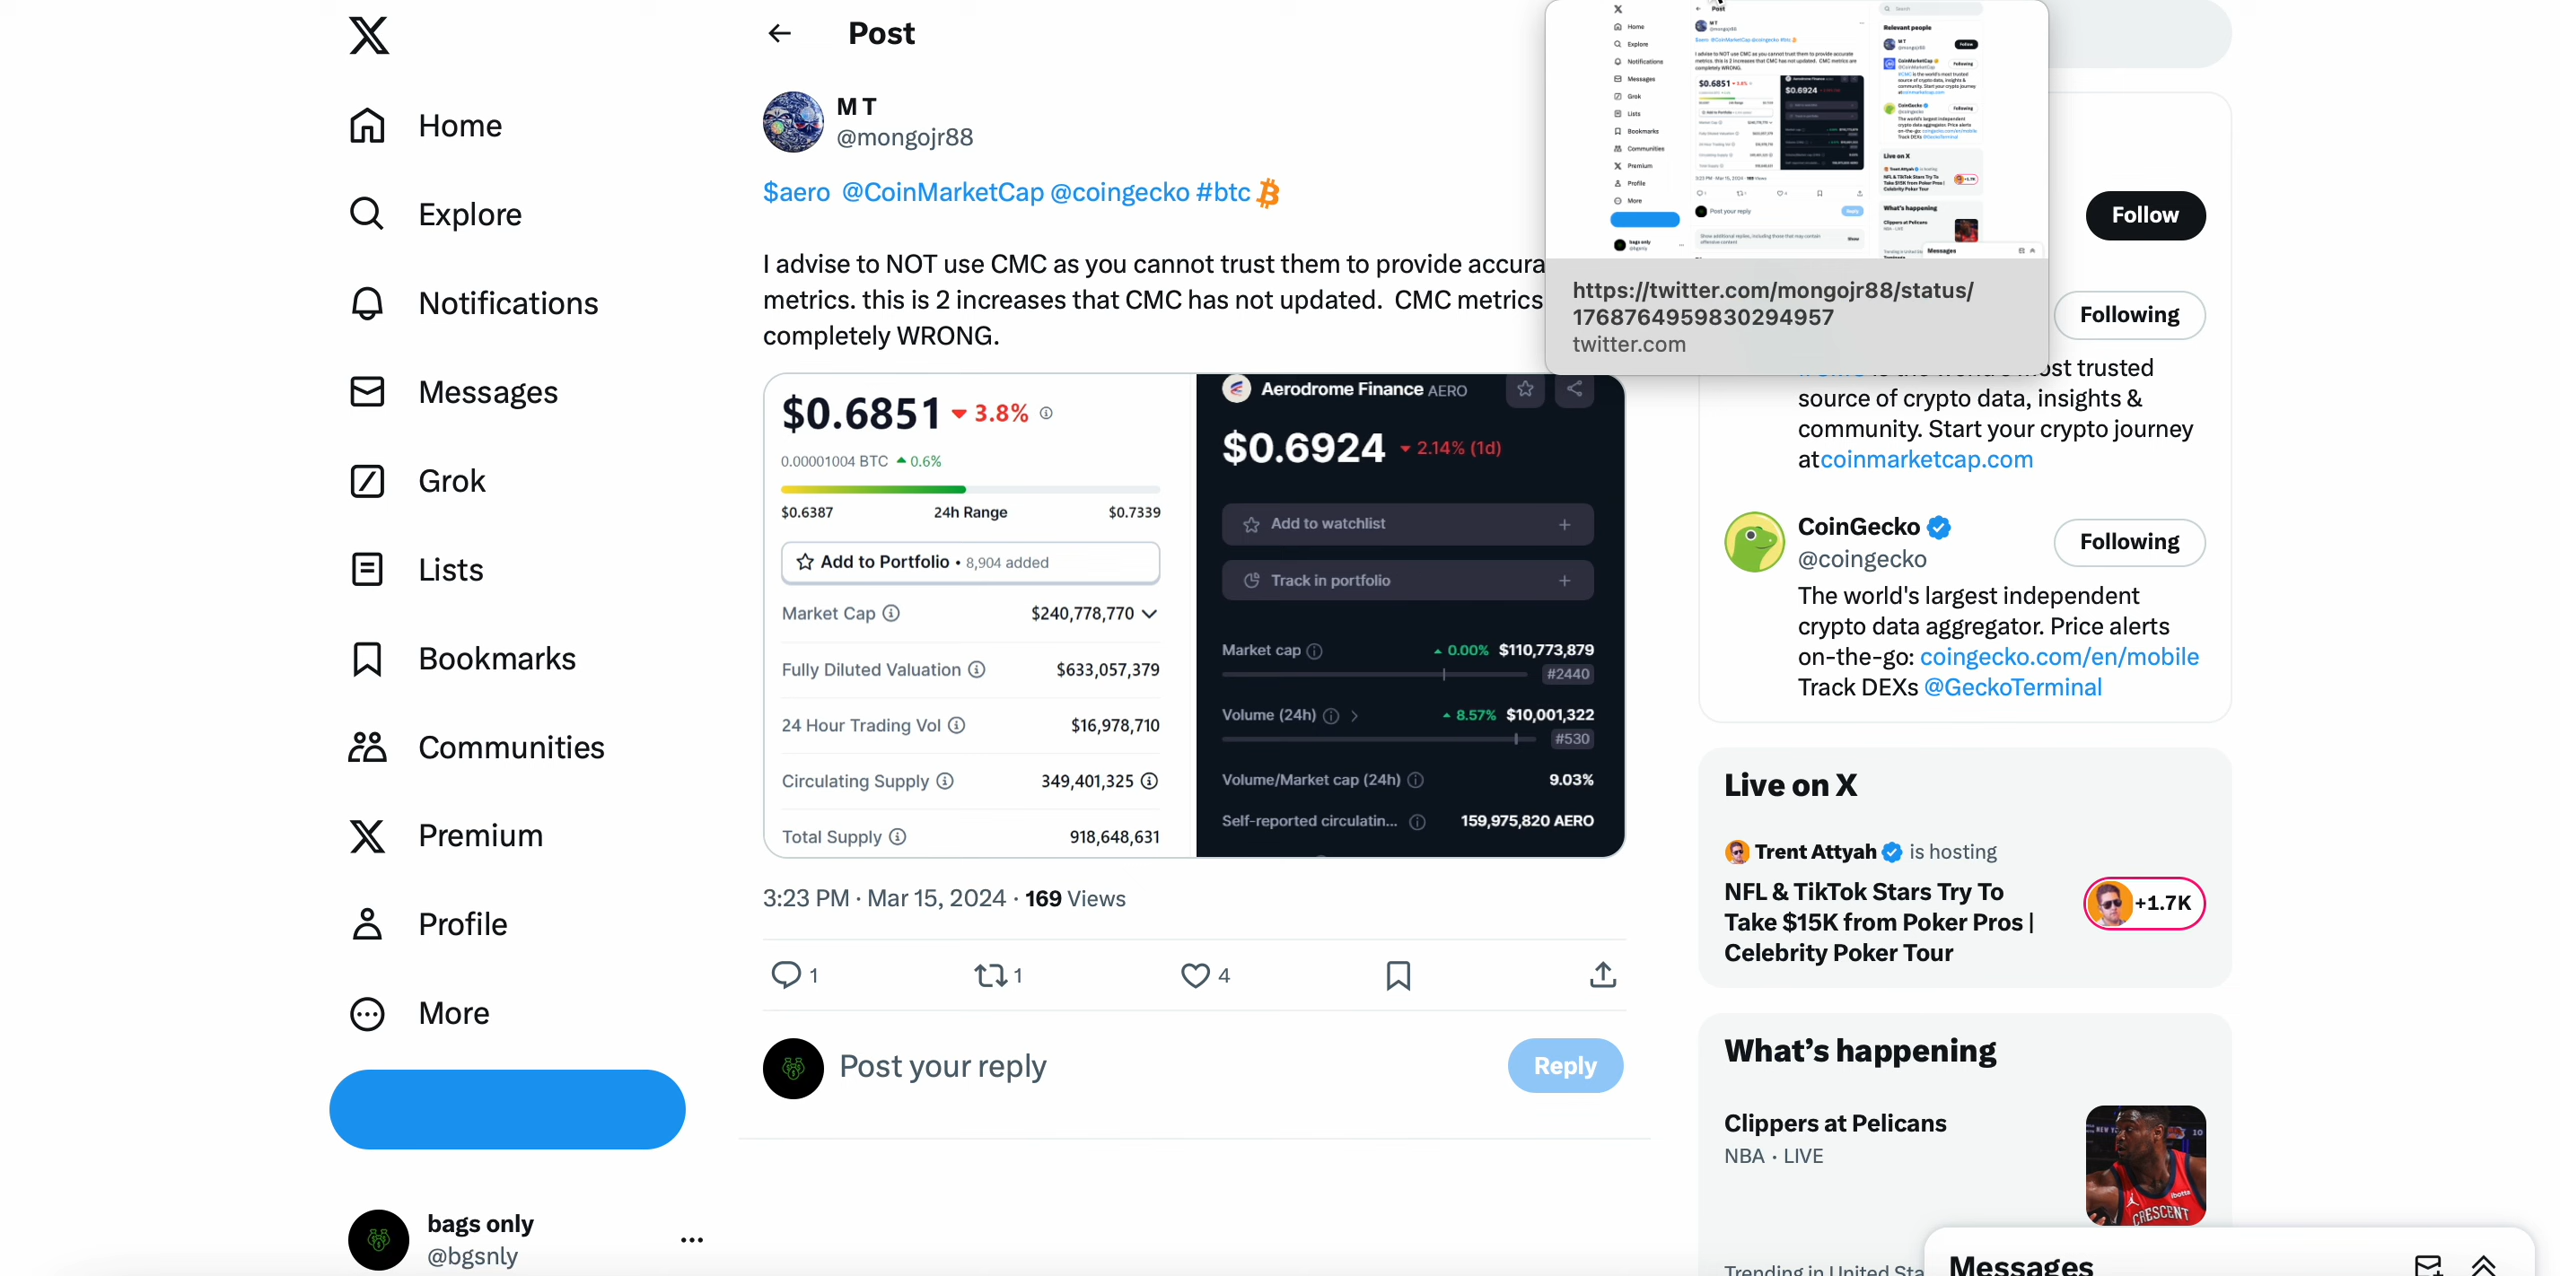 Home
Explore
Notifications
Messages
Grok
Lists
Bookmarks
Communities
Premium
Profile
More
bags only
@bgsnly
Post
M T
@mongojr88
$aero @CoinMarketCap @coingecko #btc
I advise to NOT use CMC as you cannot trust them to provide accura
metrics. this is 2 increases that CMC has not updated. CMC metrics
completely WRONG.
$0.6851 3.8%
0.00001004 BTC 0.6%
$0.6387 24h Range $0.7339
Add to Portfolio • 8,904 added
Market Cap $240,778,770
Fully Diluted Valuation $633,057,379
24 Hour Trading Vol $16,978,710
Circulating Supply 349,401,325
Total Supply 918,648,631
Aerodrome Finance AERO
$0.6924 2.14% (1d)
Add to watchlist
Track in portfolio
Market cap 0.00% $110,773,879
#2440
Volume (24h) 8.57% $10,001,322
#530
Volume/Market cap (24h) 9.03%
Self-reported circulatin... 159,975,820 AERO
3:23 PM · Mar 15, 2024 · 169 Views
1 1 4
Post your reply
Reply
https://twitter.com/mongojr88/status/
1768764959830294957
twitter.com
Follow
Following
st trusted
source of crypto data, insights &
community. Start your crypto journey
at coinmarketcap.com
CoinGecko
@coingecko
Following
The world's largest independent
crypto data aggregator. Price alerts
on-the-go: coingecko.com/en/mobile
Track DEXs @GeckoTerminal
Live on X
Trent Attyah is hosting
NFL & TikTok Stars Try To
Take $15K from Poker Pros |
Celebrity Poker Tour
+1.7K
What's happening
Clippers at Pelicans
NBA · LIVE
Trending in United Sta
Messages